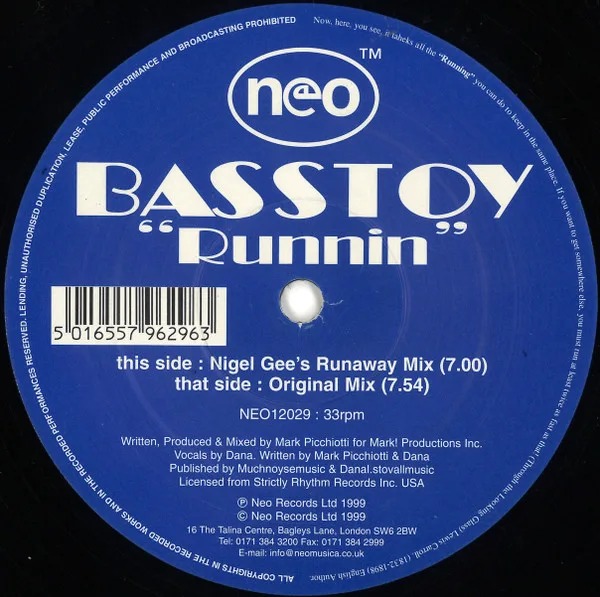 ALL COPYRIGHTS IN THE RECORDED WORKS AND IN THE RECORDED PERFORMANCES RESERVED. LENDING, UNAUTHORISED DUPLICATION, LEASE, PUBLIC PERFORMANCE AND BROADCASTING PROHIBITED
Now, here, you see, it taheks all the "Running" you can do to keep in the same place. If you want to get somewhere else, you must run at least twice as fast as that! (Through the Looking Glass) Lewis Carroll. (1832-1898) English Author.
neo TM
BASSTOY
"Runnin"
5 016557 962963
this side : Nigel Gee's Runaway Mix (7.00)
that side : Original Mix (7.54)
NEO12029 : 33rpm
Written, Produced & Mixed by Mark Picchiotti for Mark! Productions Inc.
Vocals by Dana. Written by Mark Picchiotti & Dana
Published by Muchnoysemusic & Danal.stovallmusic
Licensed from Strictly Rhythm Records Inc. USA
℗ Neo Records Ltd 1999
© Neo Records Ltd 1999
16 The Talina Centre, Bagleys Lane, London SW6 2BW
Tel: 0171 384 3200 Fax: 0171 384 2999
E-mail: info@neomusica.co.uk